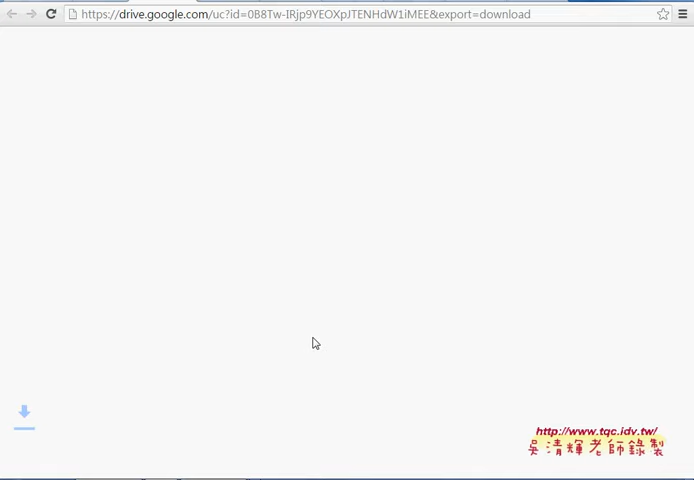 https://drive.google.com/uc?id=0B8Tw-IRjp9YEOXpJTENHdW1iMEE&export=download
http://www.tqc.idv.tw/
吳清輝老師錄製